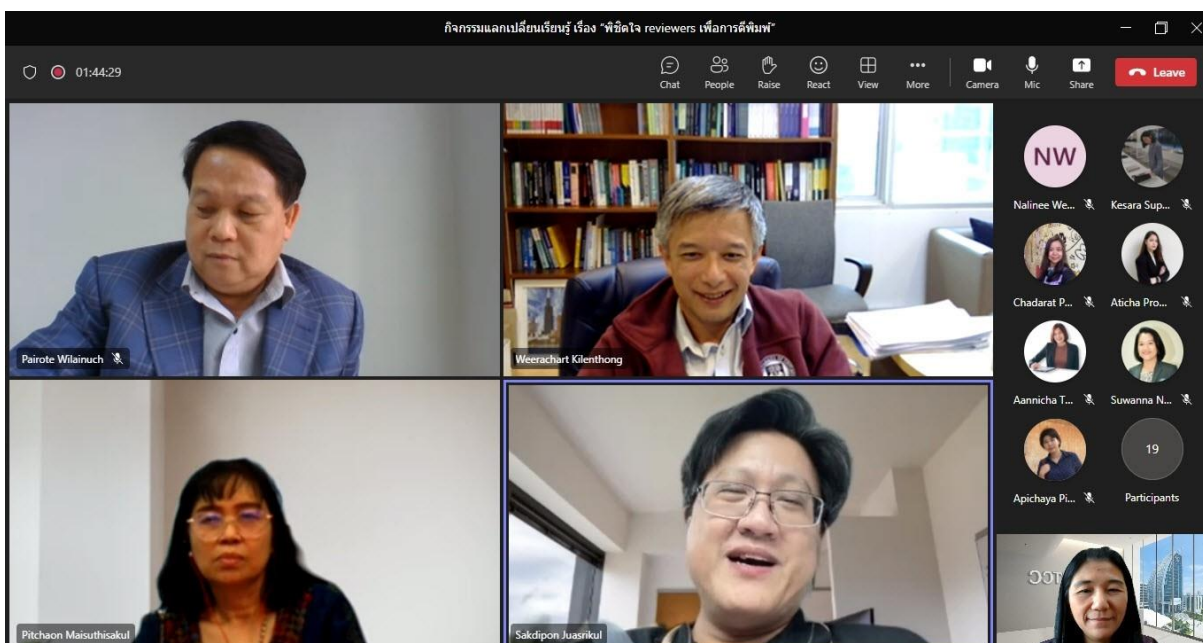 กิจกรรมแลกเปลี่ยนเรียนรู้ เรื่อง "พิชิตใจ reviewers เพื่อการตีพิมพ์"
01:44:29
Chat People Raise React View More Camera Mic Share Leave
Pairote Wilainuch
Weerachart Kilenthong
Pitchaon Maisuthisakul
Sakdipon Juasrikul
NW
Nalinee We... Kesara Sup...
Chadarat P... Aticha Pro...
Aannicha T... Suwanna N...
19
Apichaya Pi... Participants